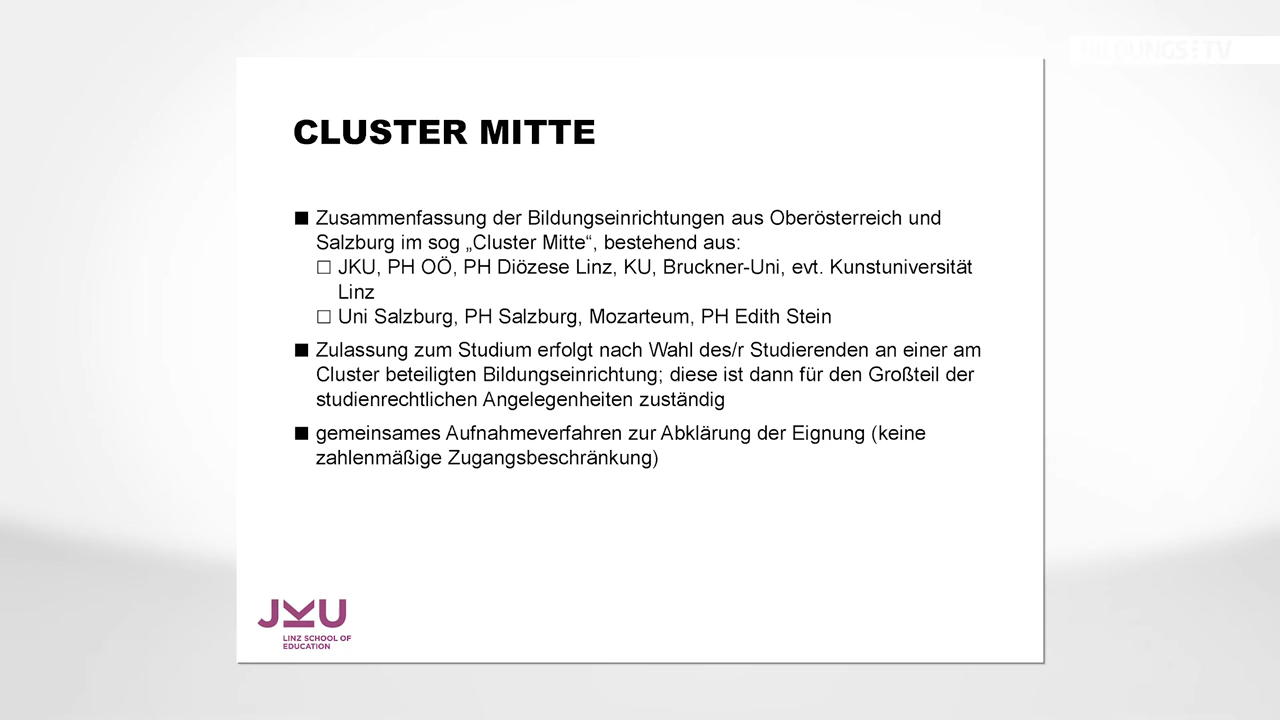 BILDUNGS TV
CLUSTER MITTE
■ Zusammenfassung der Bildungseinrichtungen aus Oberösterreich und
Salzburg im sog „Cluster Mitte“, bestehend aus:
□ JKU, PH OÖ, PH Diözese Linz, KU, Bruckner-Uni, evt. Kunstuniversität
Linz
□ Uni Salzburg, PH Salzburg, Mozarteum, PH Edith Stein
■ Zulassung zum Studium erfolgt nach Wahl des/r Studierenden an einer am
Cluster beteiligten Bildungseinrichtung; diese ist dann für den Großteil der
studienrechtlichen Angelegenheiten zuständig
■ gemeinsames Aufnahmeverfahren zur Abklärung der Eignung (keine
zahlenmäßige Zugangsbeschränkung)
JKU
LINZ SCHOOL OF
EDUCATION